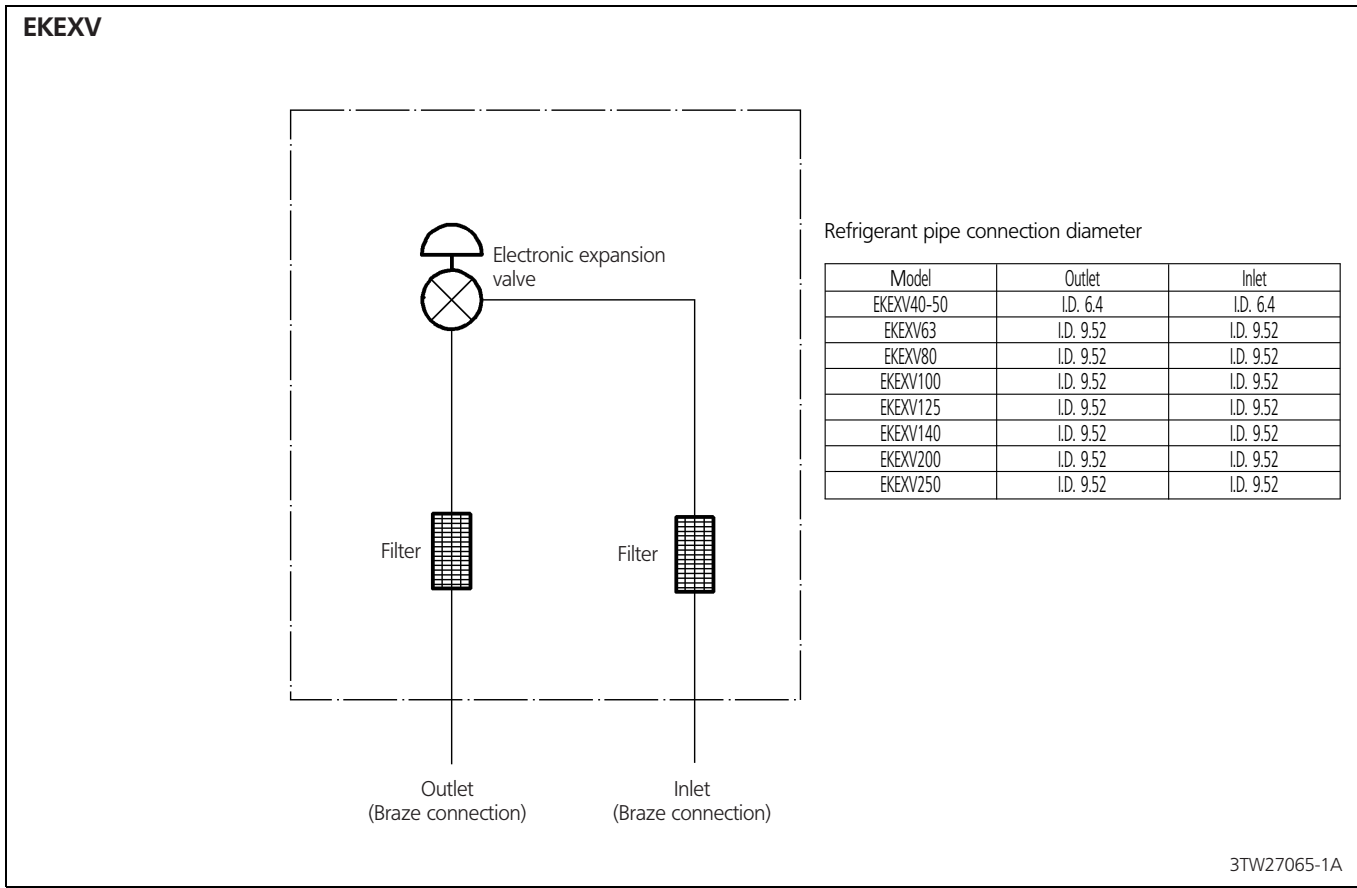 EKEXV
Electronic expansion
valve
Refrigerant pipe connection diameter
Model Outlet Inlet
EKEXV40-50 I.D. 6.4 I.D. 6.4
EKEXV63 I.D. 9.52 I.D. 9.52
EKEXV80 I.D. 9.52 I.D. 9.52
EKEXV100 I.D. 9.52 I.D. 9.52
EKEXV125 I.D. 9.52 I.D. 9.52
EKEXV140 I.D. 9.52 I.D. 9.52
EKEXV200 I.D. 9.52 I.D. 9.52
EKEXV250 I.D. 9.52 I.D. 9.52
Filter Filter
Outlet
(Braze connection)
Inlet
(Braze connection)
3TW27065-1A